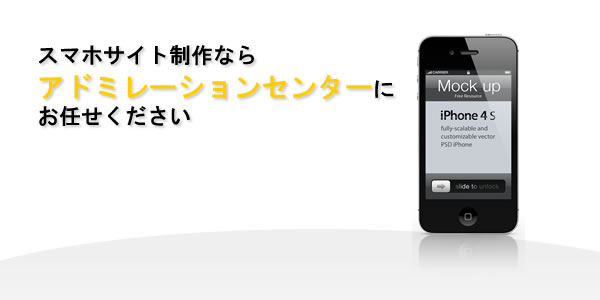 スマホサイト制作なら
アドミレーションセンターに
お任せください
CARRIER
Mock up
Free Resource
iPhone 4 S
fully-scalable and
customizable vector
PSD iPhone
slide to unlock